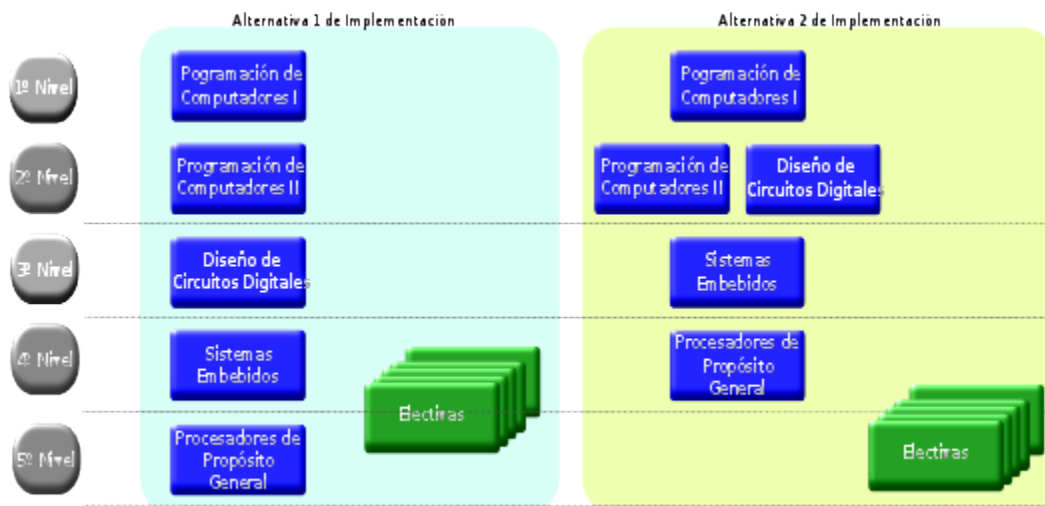 Alternativa 1 de Implementación
Alternativa 2 de Implementación
1º Nivel
Pogramación de
Computadores I
Pogramación de
Computadores I
2º Nivel
Programación de
Computadores II
Programación de
Computadores II
Diseño de
Circuitos Digitales
3º Nivel
Diseño de
Circuitos Digitales
Sistemas
Embebidos
4º Nivel
Sistemas
Embebidos
Electivas
Procesadores de
Propósito
General
5º Nivel
Procesadores de
Propósito
General
Electivas